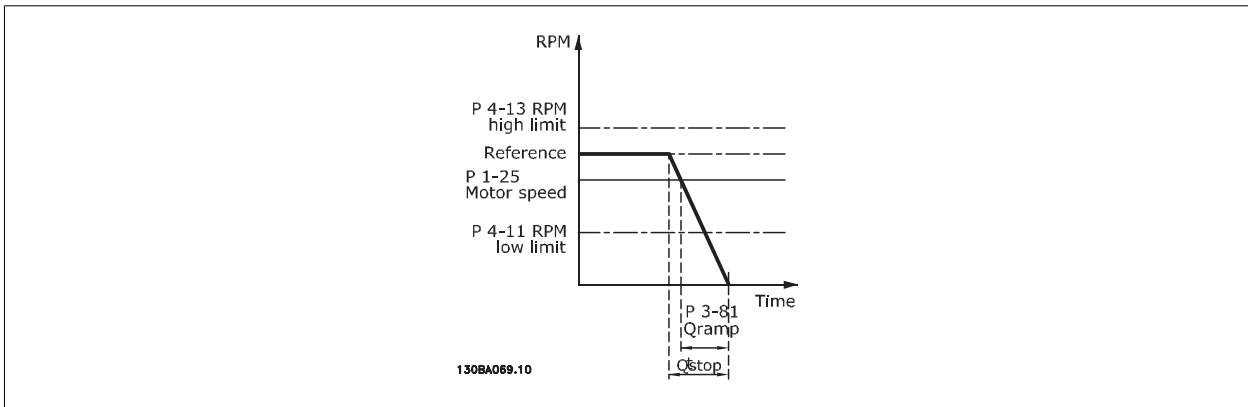 RPM
P 4-13 RPM
high limit
Reference
P 1-25
Motor speed
P 4-11 RPM
low limit
Time
P 3-81
Qramp
Qstop
t
130BA069.10